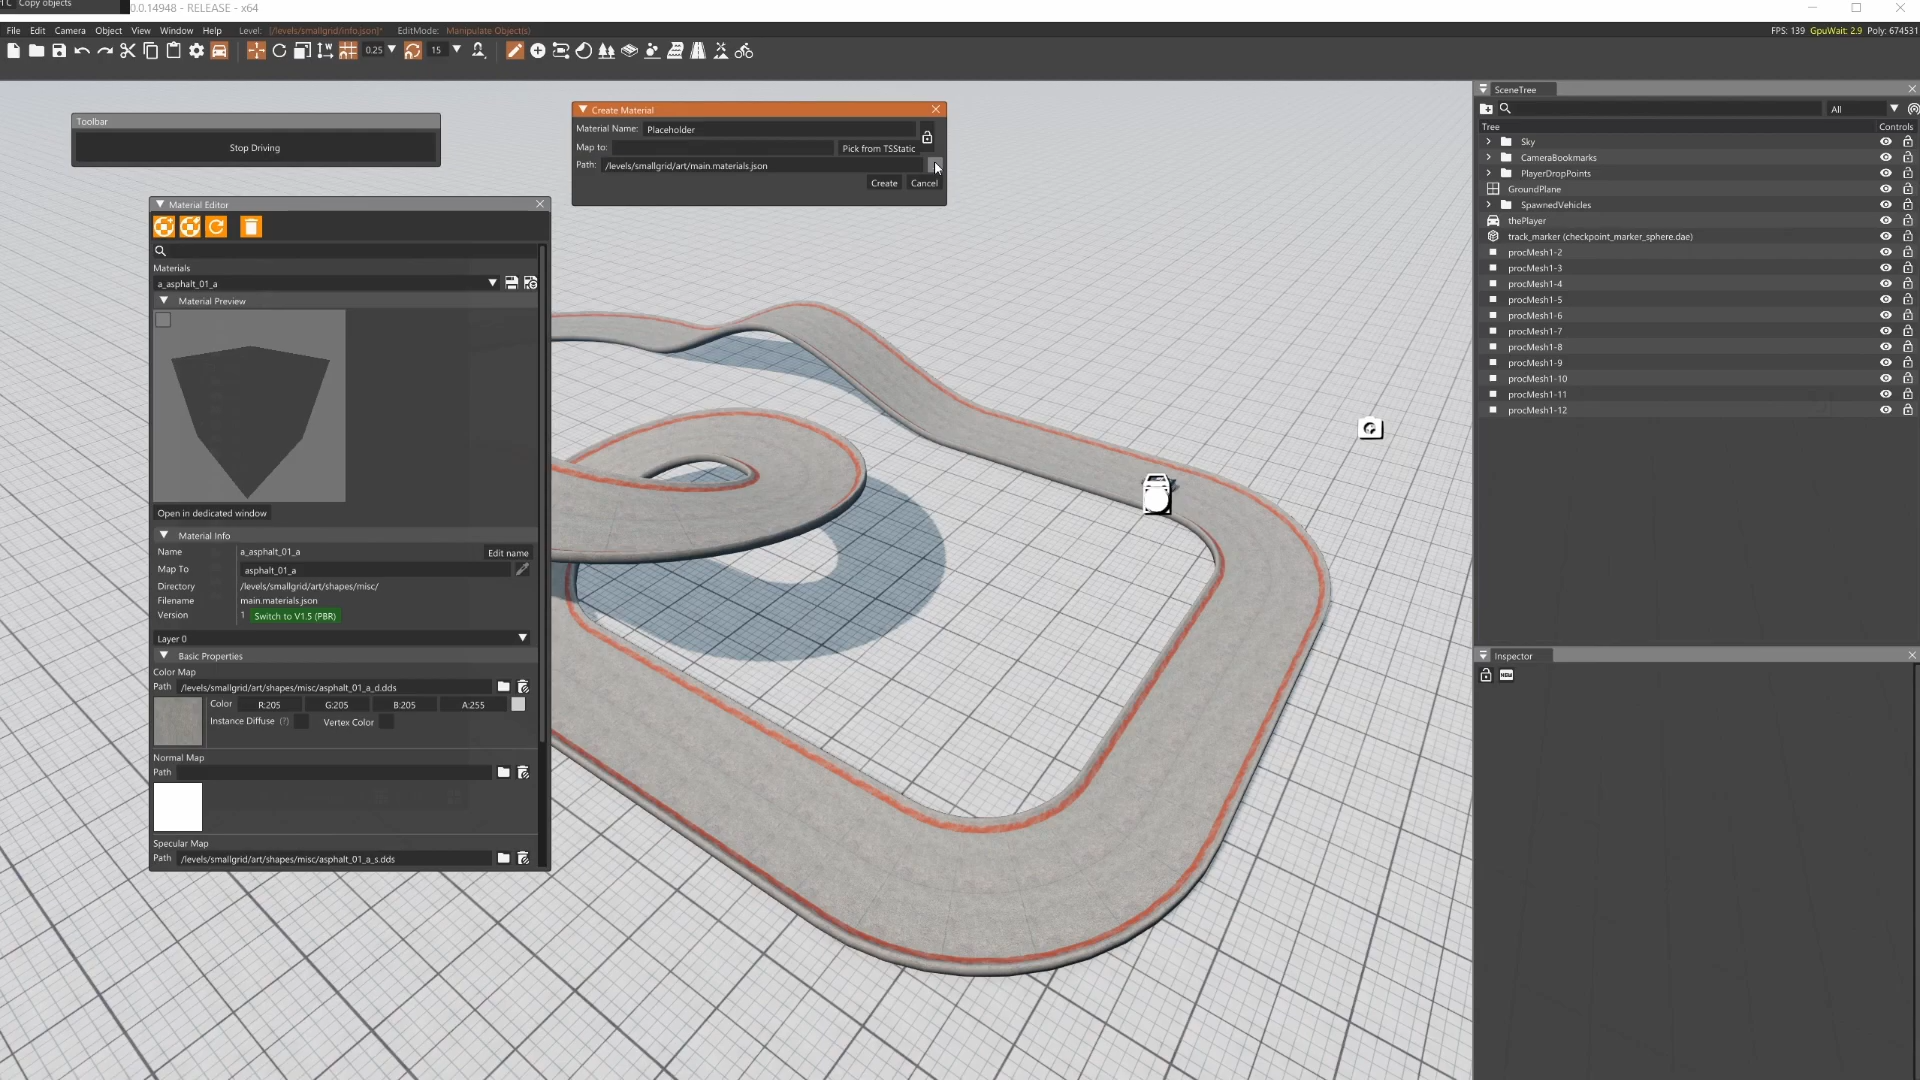 Copy objects
0.0.14948 - RELEASE - x64
File Edit Camera Object View Window Help Level: [/levels/smallgrid/info.json]* EditMode: Manipulate Object(s)
FPS: 139 GpuWait: 2.9 Poly: 674531
0.25
15
Toolbar
Stop Driving
Create Material
Material Name: Placeholder
Map to: Pick from TSStatic
Path: /levels/smallgrid/art/main.materials.json
Create Cancel
Material Editor
Materials
a_asphalt_01_a
Material Preview
Open in dedicated window
Material Info
Name a_asphalt_01_a Edit name
Map To asphalt_01_a
Directory /levels/smallgrid/art/shapes/misc/
Filename main.materials.json
Version 1 Switch to V1.5 (PBR)
Layer 0
Basic Properties
Color Map
Path /levels/smallgrid/art/shapes/misc/asphalt_01_a_d.dds
Color R:205 G:205 B:205 A:255
Instance Diffuse (?) Vertex Color
Normal Map
Path
Specular Map
Path /levels/smallgrid/art/shapes/misc/asphalt_01_a_s.dds
SceneTree
All
Tree Controls
Sky
CameraBookmarks
PlayerDropPoints
GroundPlane
SpawnedVehicles
thePlayer
track_marker (checkpoint_marker_sphere.dae)
procMesh1-2
procMesh1-3
procMesh1-4
procMesh1-5
procMesh1-6
procMesh1-7
procMesh1-8
procMesh1-9
procMesh1-10
procMesh1-11
procMesh1-12
Inspector
NEW